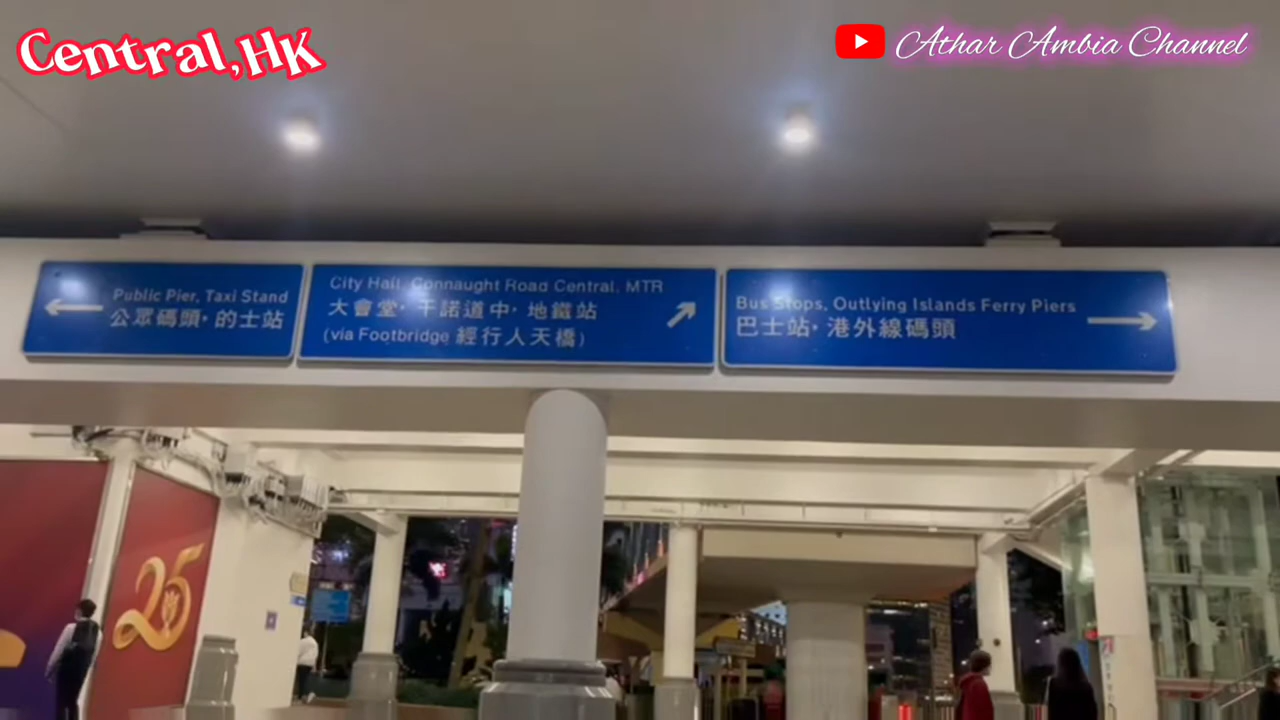 Central,HK
Athar Ambia Channel
Public Pier, Taxi Stand
公眾碼頭, 的士站
City Hall, Connaught Road Central, MTR
大會堂, 干諾道中, 地鐵站
(via Footbridge 經行人天橋)
Bus Stops, Outlying Islands Ferry Piers
巴士站, 港外線碼頭
25